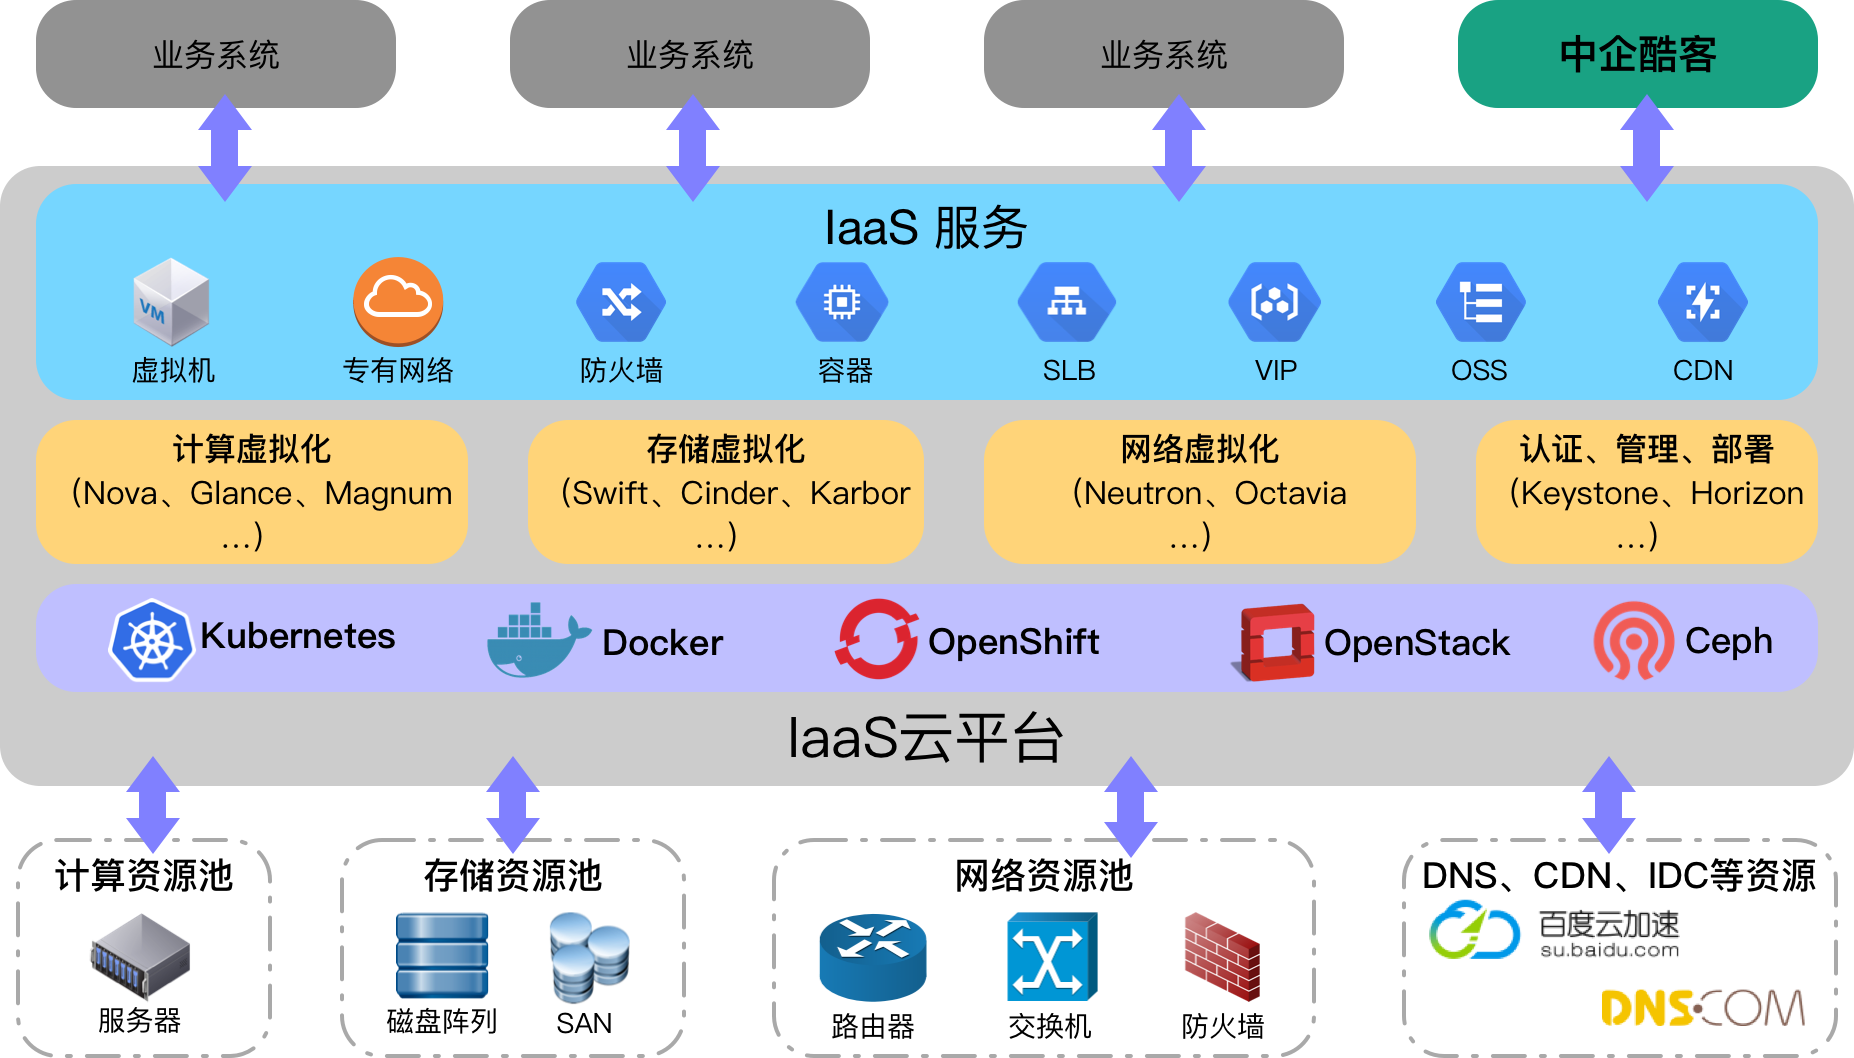 业务系统
业务系统
业务系统
中企酷客
IaaS 服务
VM
虚拟机
专有网络
防火墙
容器
SLB
VIP
OSS
CDN
计算虚拟化
（Nova、Glance、Magnum
…）
存储虚拟化
（Swift、Cinder、Karbor
…）
网络虚拟化
（Neutron、Octavia
…）
认证、管理、部署
（Keystone、Horizon
…）
Kubernetes
Docker
OpenShift
OpenStack
Ceph
IaaS云平台
计算资源池
服务器
存储资源池
磁盘阵列
SAN
网络资源池
路由器
交换机
防火墙
DNS、CDN、IDC等资源
百度云加速
su.baidu.com
DNS.COM